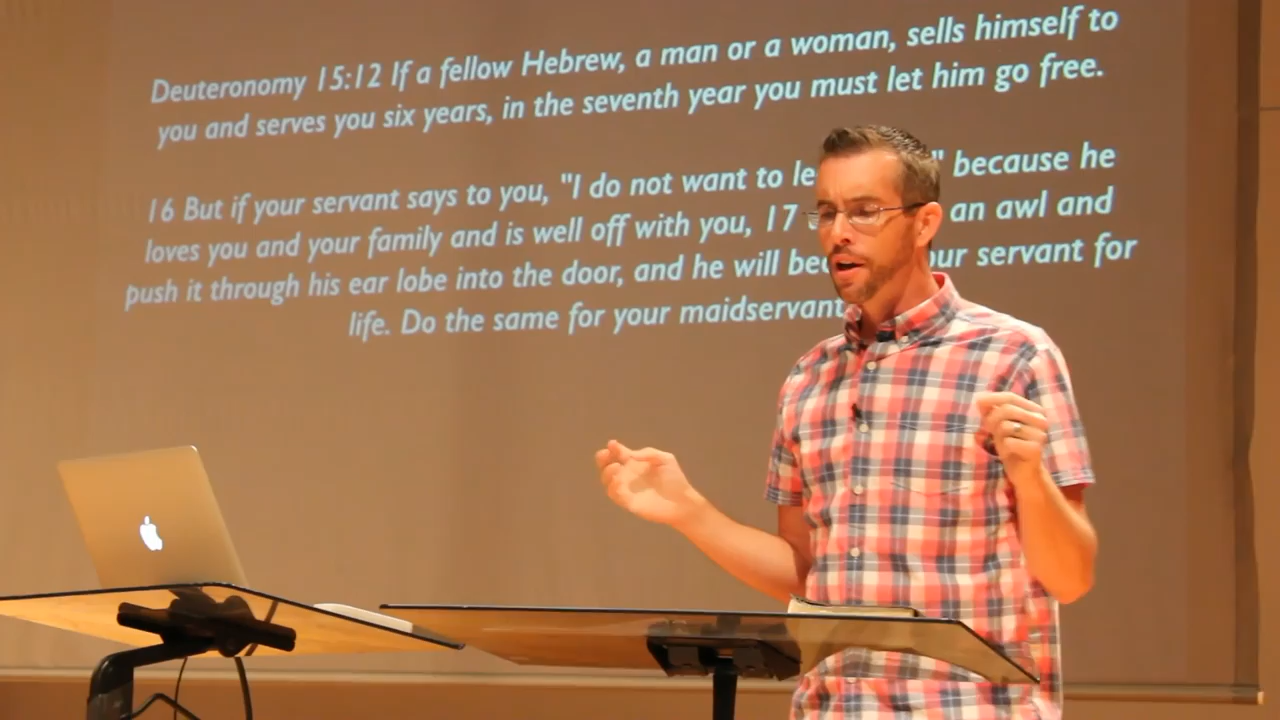 Deuteronomy 15:12 If a fellow Hebrew, a man or a woman, sells himself to
you and serves you six years, in the seventh year you must let him go free.
16 But if your servant says to you, "I do not want to " because he
loves you and your family and is well off with you, 17 an awl and
push it through his ear lobe into the door, and he will servant for
life. Do the same for your maidservant